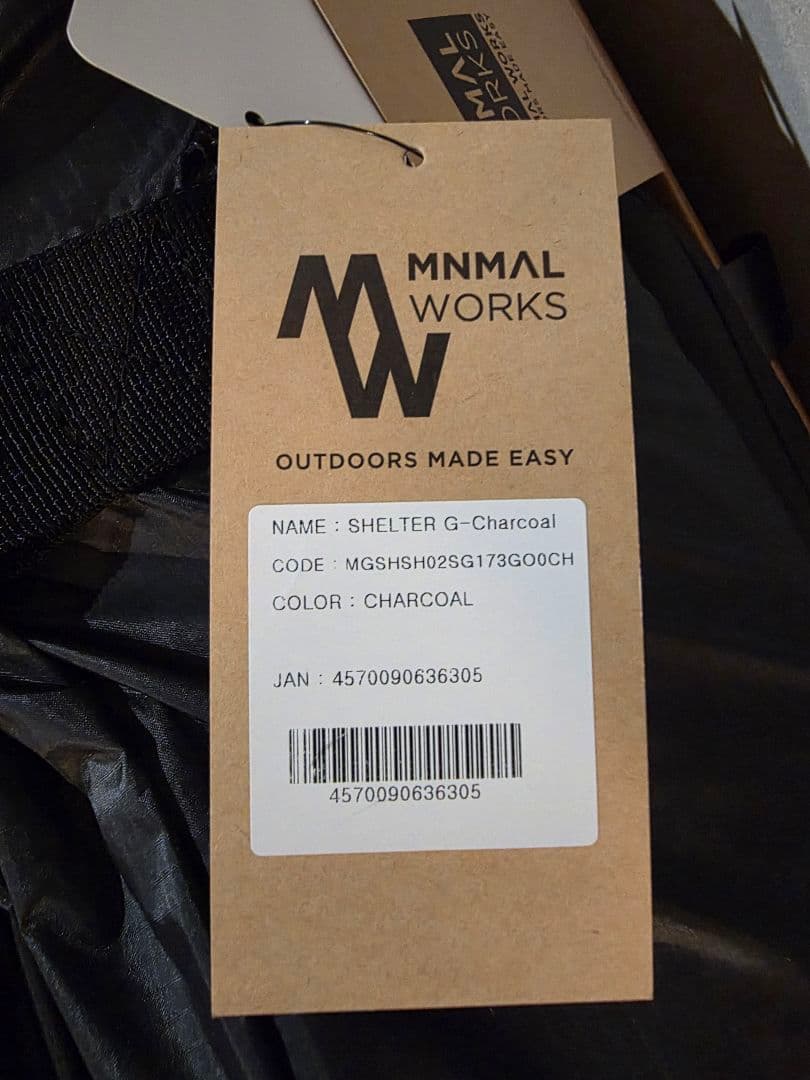 MNMAL
WORKS
OUTDOORS MADE EASY
NAME : SHELTER G-Charcoal
CODE : MGSHSH02SG173GO0CH
COLOR : CHARCOAL
JAN : 4570090636305
4570090636305